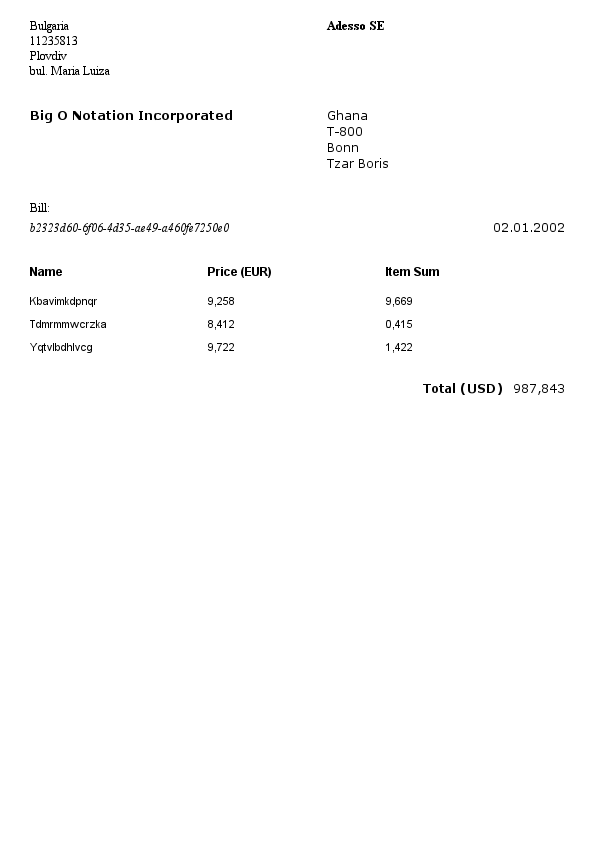 Bulgaria
11235813
Plovdiv
bul. Maria Luiza
Adesso SE
Big O Notation Incorporated
Ghana
T-800
Bonn
Tzar Boris
Bill:
b2323d60-6f06-4d35-ae49-a460fe7250e0
02.01.2002
Name Price (EUR) Item Sum
Kbavimkdpnqr 9,258 9,669
Tdmrmmwcrzka 8,412 0,415
Yqtvlbdhlvcg 9,722 1,422
Total (USD) 987,843